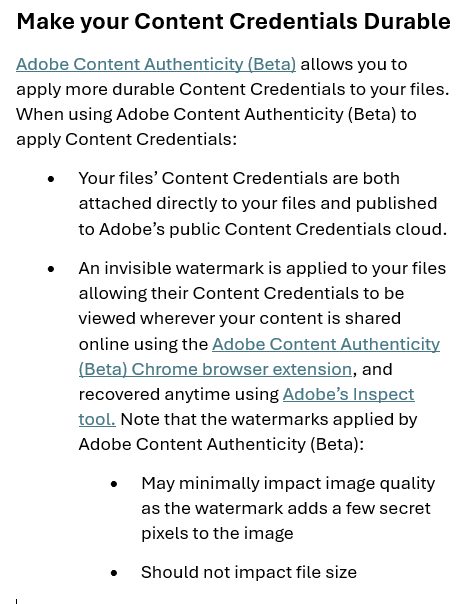 Make your Content Credentials Durable
Adobe Content Authenticity (Beta) allows you to
apply more durable Content Credentials to your files.
When using Adobe Content Authenticity (Beta) to
apply Content Credentials:
• Your files’ Content Credentials are both
attached directly to your files and published
to Adobe’s public Content Credentials cloud.
• An invisible watermark is applied to your files
allowing their Content Credentials to be
viewed wherever your content is shared
online using the Adobe Content Authenticity
(Beta) Chrome browser extension, and
recovered anytime using Adobe’s Inspect
tool. Note that the watermarks applied by
Adobe Content Authenticity (Beta):
• May minimally impact image quality
as the watermark adds a few secret
pixels to the image
• Should not impact file size